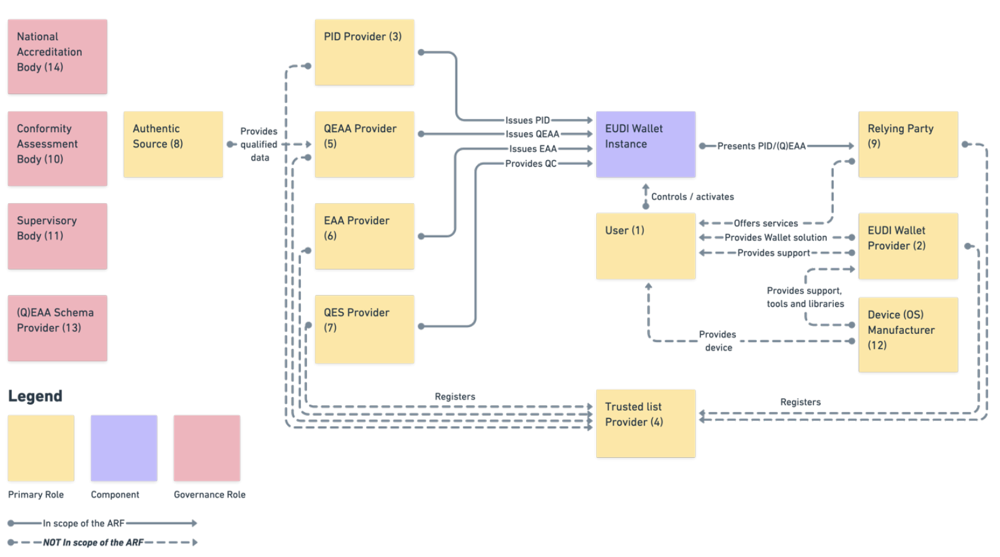 National
Accreditation
Body (14)
PID Provider (3)
Conformity
Assessment
Body (10)
Authentic
Source (8)
Provides
qualified
data
QEAA Provider
(5)
Issues PID
Issues QEAA
Issues EAA
Provides QC
EUDI Wallet
Instance
Presents PID/(Q)EAA
Relying Party
(9)
Controls / activates
Supervisory
Body (11)
EAA Provider
(6)
User (1)
Offers services
Provides Wallet solution
Provides support
EUDI Wallet
Provider (2)
Provides support,
tools and libraries
(Q)EAA Schema
Provider (13)
QES Provider
(7)
Provides
device
Device (OS)
Manufacturer
(12)
Registers
Trusted list
Provider (4)
Registers
Legend
Primary Role
Component
Governance Role
In scope of the ARF
NOT In scope of the ARF